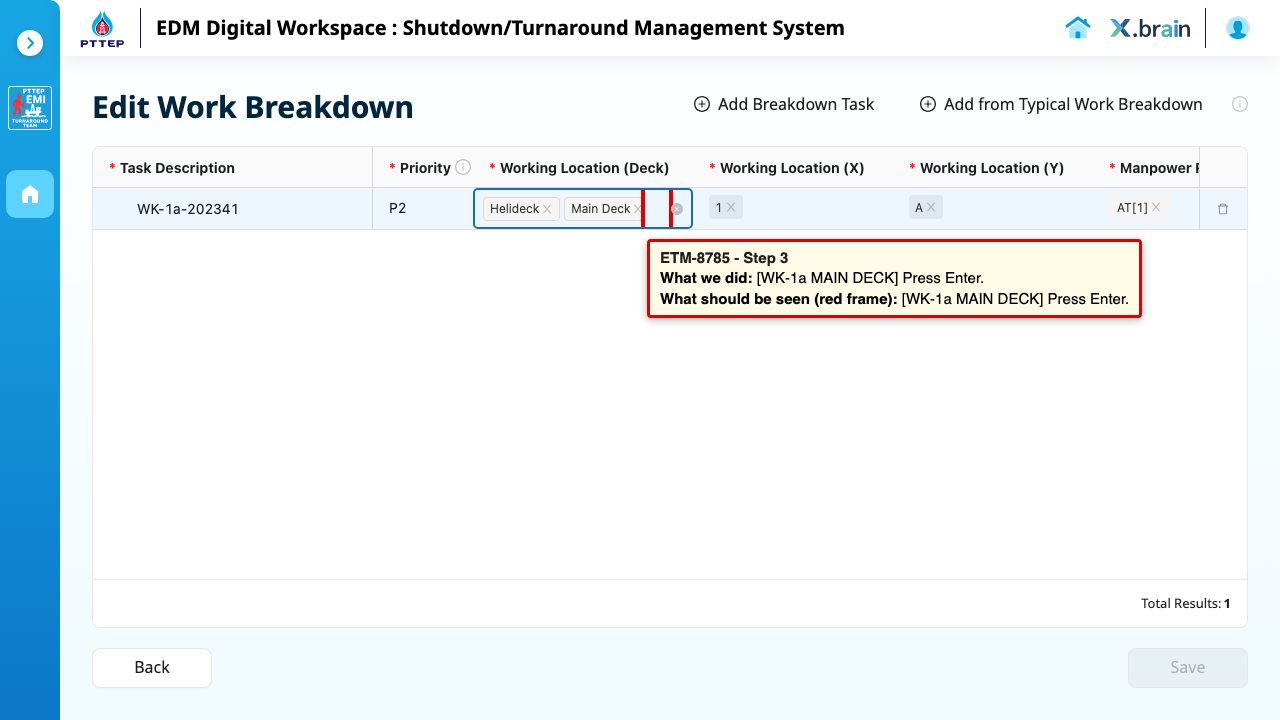 PTTEP
EDM Digital Workspace : Shutdown/Turnaround Management System
X.brain
PTTEP
EMI
TURNAROUND
TEAM
Edit Work Breakdown
Add Breakdown Task
Add from Typical Work Breakdown
* Task Description
* Priority
* Working Location (Deck)
* Working Location (X)
* Working Location (Y)
* Manpower
WK-1a-202341
P2
Helideck
Main Deck
1
A
AT[1]
ETM-8785 - Step 3
What we did: [WK-1a MAIN DECK] Press Enter.
What should be seen (red frame): [WK-1a MAIN DECK] Press Enter.
Total Results: 1
Back
Save